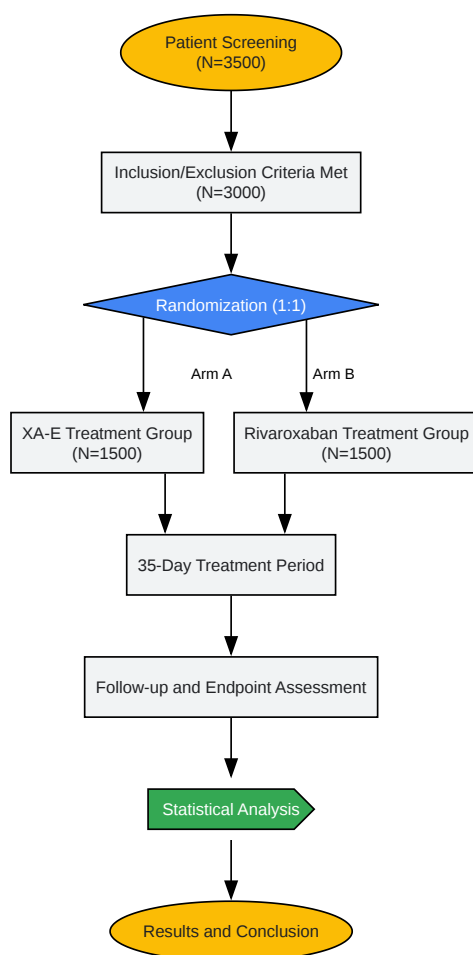 Patient Screening
(N=3500)
Inclusion/Exclusion Criteria Met
(N=3000)
Randomization (1:1)
Arm A
Arm B
XA-E Treatment Group
(N=1500)
Rivaroxaban Treatment Group
(N=1500)
35-Day Treatment Period
Follow-up and Endpoint Assessment
Statistical Analysis
Results and Conclusion